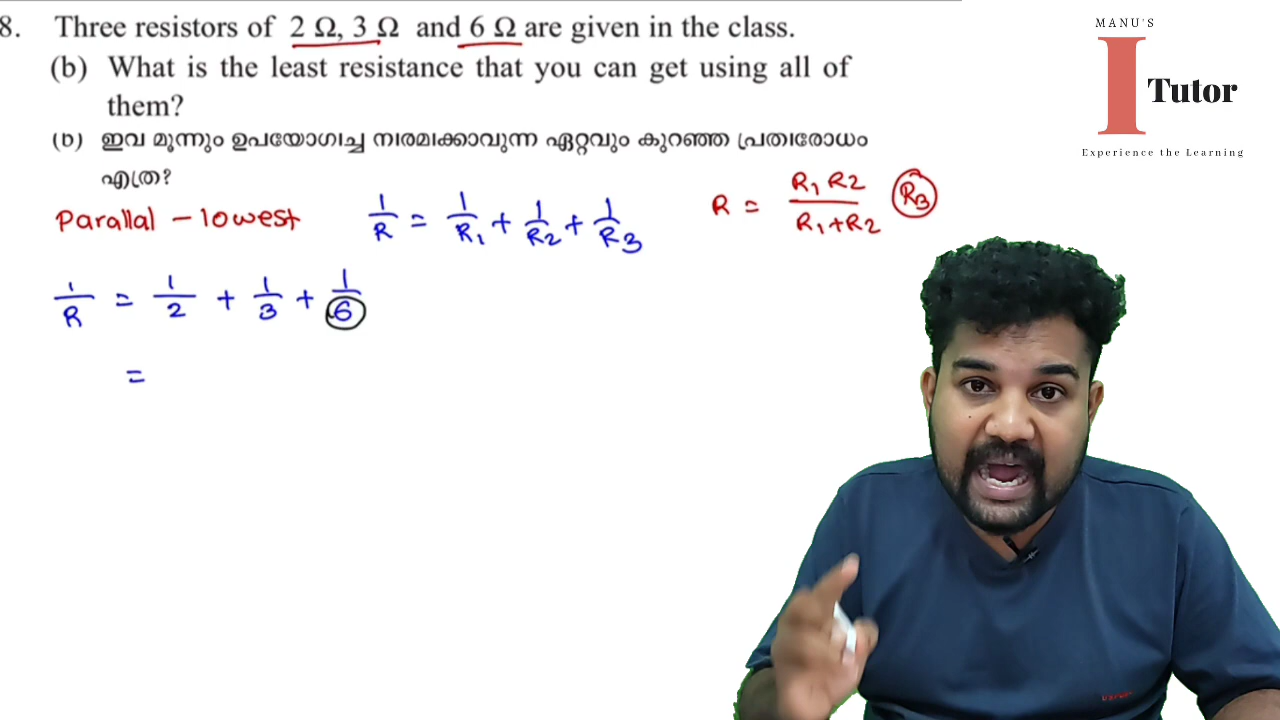 8. Three resistors of 2 Ω, 3 Ω and 6 Ω are given in the class.
(b) What is the least resistance that you can get using all of
them?
(b) ഇവ മൂന്നും ഉപയോഗിച്ച് നിർമിക്കാവുന്ന ഏറ്റവും കുറഞ്ഞ പ്രതിരോധം
എത്ര?
Parallal - lowest
1/R = 1/R1 + 1/R2 + 1/R3
R = R1 R2 / R1+R2 R3
1/R = 1/2 + 1/3 + 1/6
=
MANU'S
I Tutor
Experience the Learning